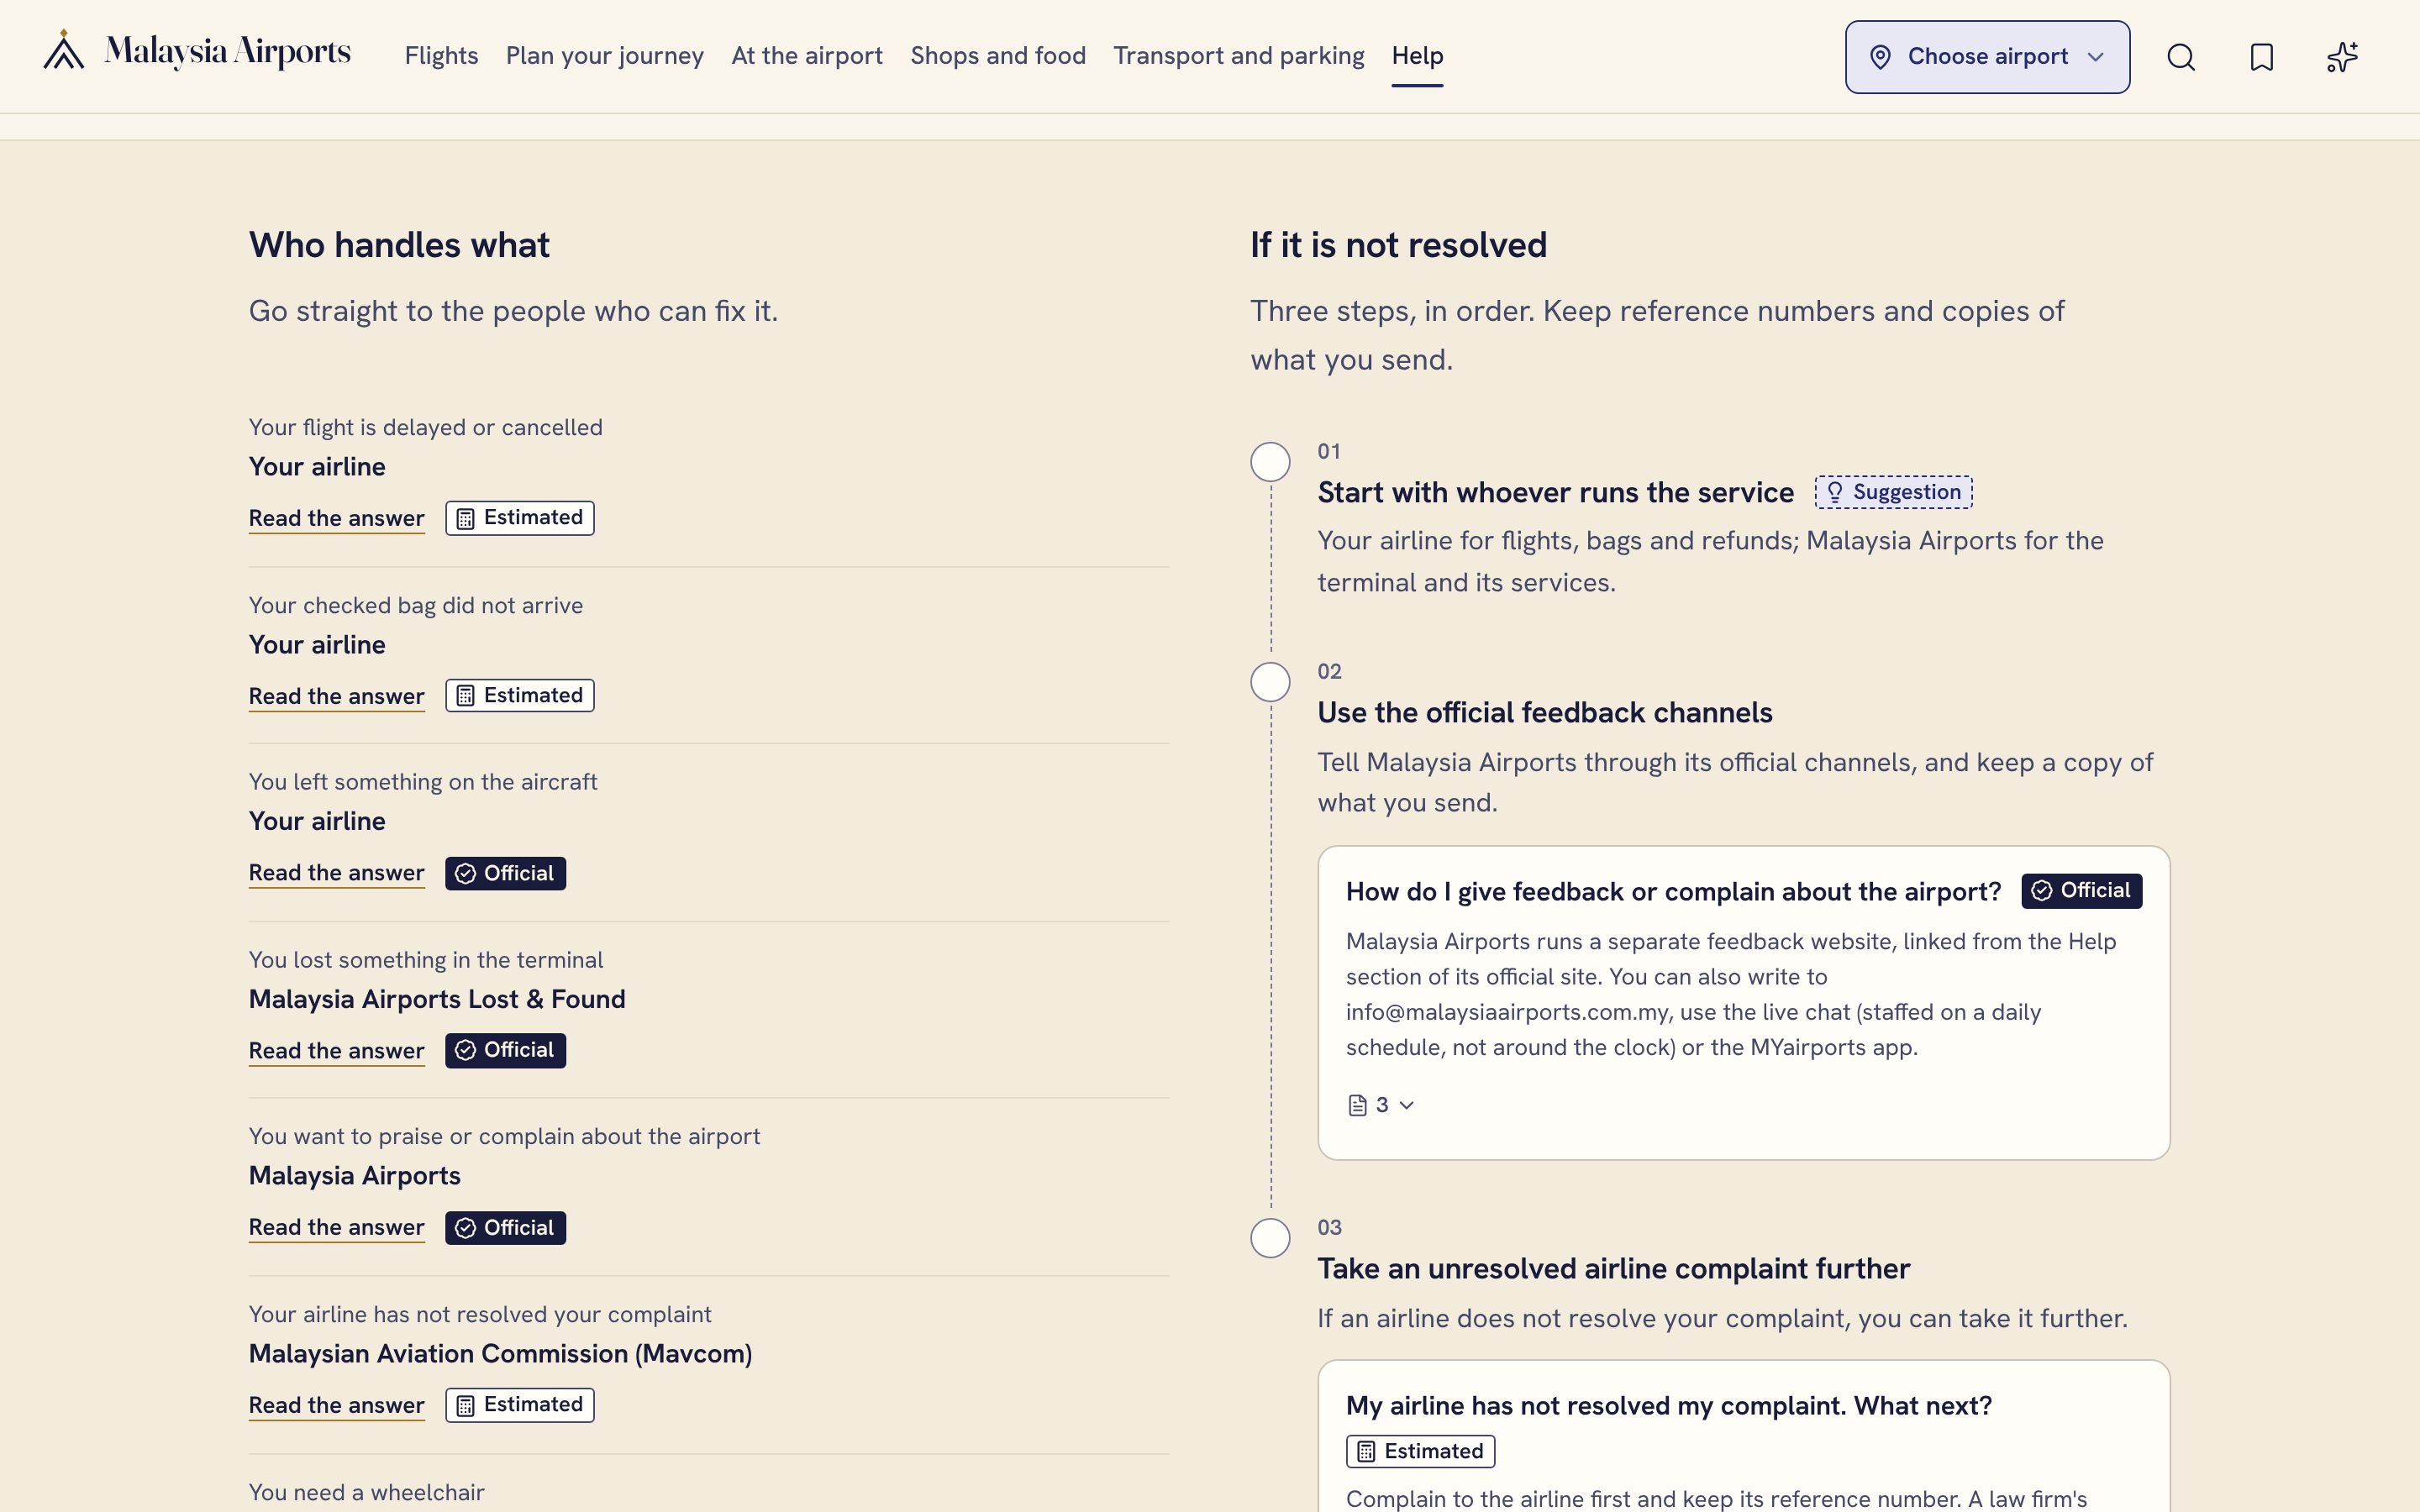 Malaysia Airports
Flights
Plan your journey
At the airport
Shops and food
Transport and parking
Help
Choose airport
Who handles what
Go straight to the people who can fix it.
Your flight is delayed or cancelled
Your airline
Read the answer
Estimated
Your checked bag did not arrive
Your airline
Read the answer
Estimated
You left something on the aircraft
Your airline
Read the answer
Official
You lost something in the terminal
Malaysia Airports Lost & Found
Read the answer
Official
You want to praise or complain about the airport
Malaysia Airports
Read the answer
Official
Your airline has not resolved your complaint
Malaysian Aviation Commission (Mavcom)
Read the answer
Estimated
You need a wheelchair
If it is not resolved
Three steps, in order. Keep reference numbers and copies of
what you send.
01
Start with whoever runs the service
Suggestion
Your airline for flights, bags and refunds; Malaysia Airports for the
terminal and its services.
02
Use the official feedback channels
Tell Malaysia Airports through its official channels, and keep a copy of
what you send.
How do I give feedback or complain about the airport?
Official
Malaysia Airports runs a separate feedback website, linked from the Help
section of its official site. You can also write to
info@malaysiaairports.com.my, use the live chat (staffed on a daily
schedule, not around the clock) or the MYairports app.
3
03
Take an unresolved airline complaint further
If an airline does not resolve your complaint, you can take it further.
My airline has not resolved my complaint. What next?
Estimated
Complain to the airline first and keep its reference number. A law firm's